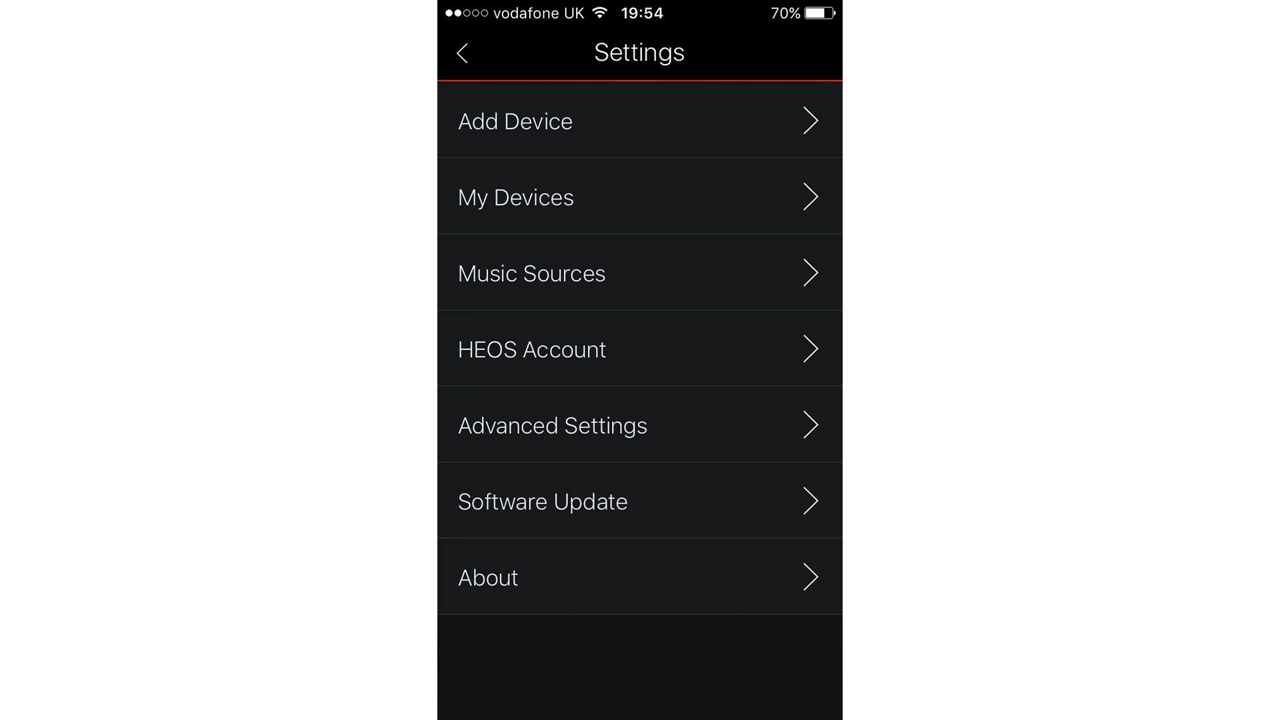 vodafone UK 19:54 70%
Settings
Add Device
My Devices
Music Sources
HEOS Account
Advanced Settings
Software Update
About